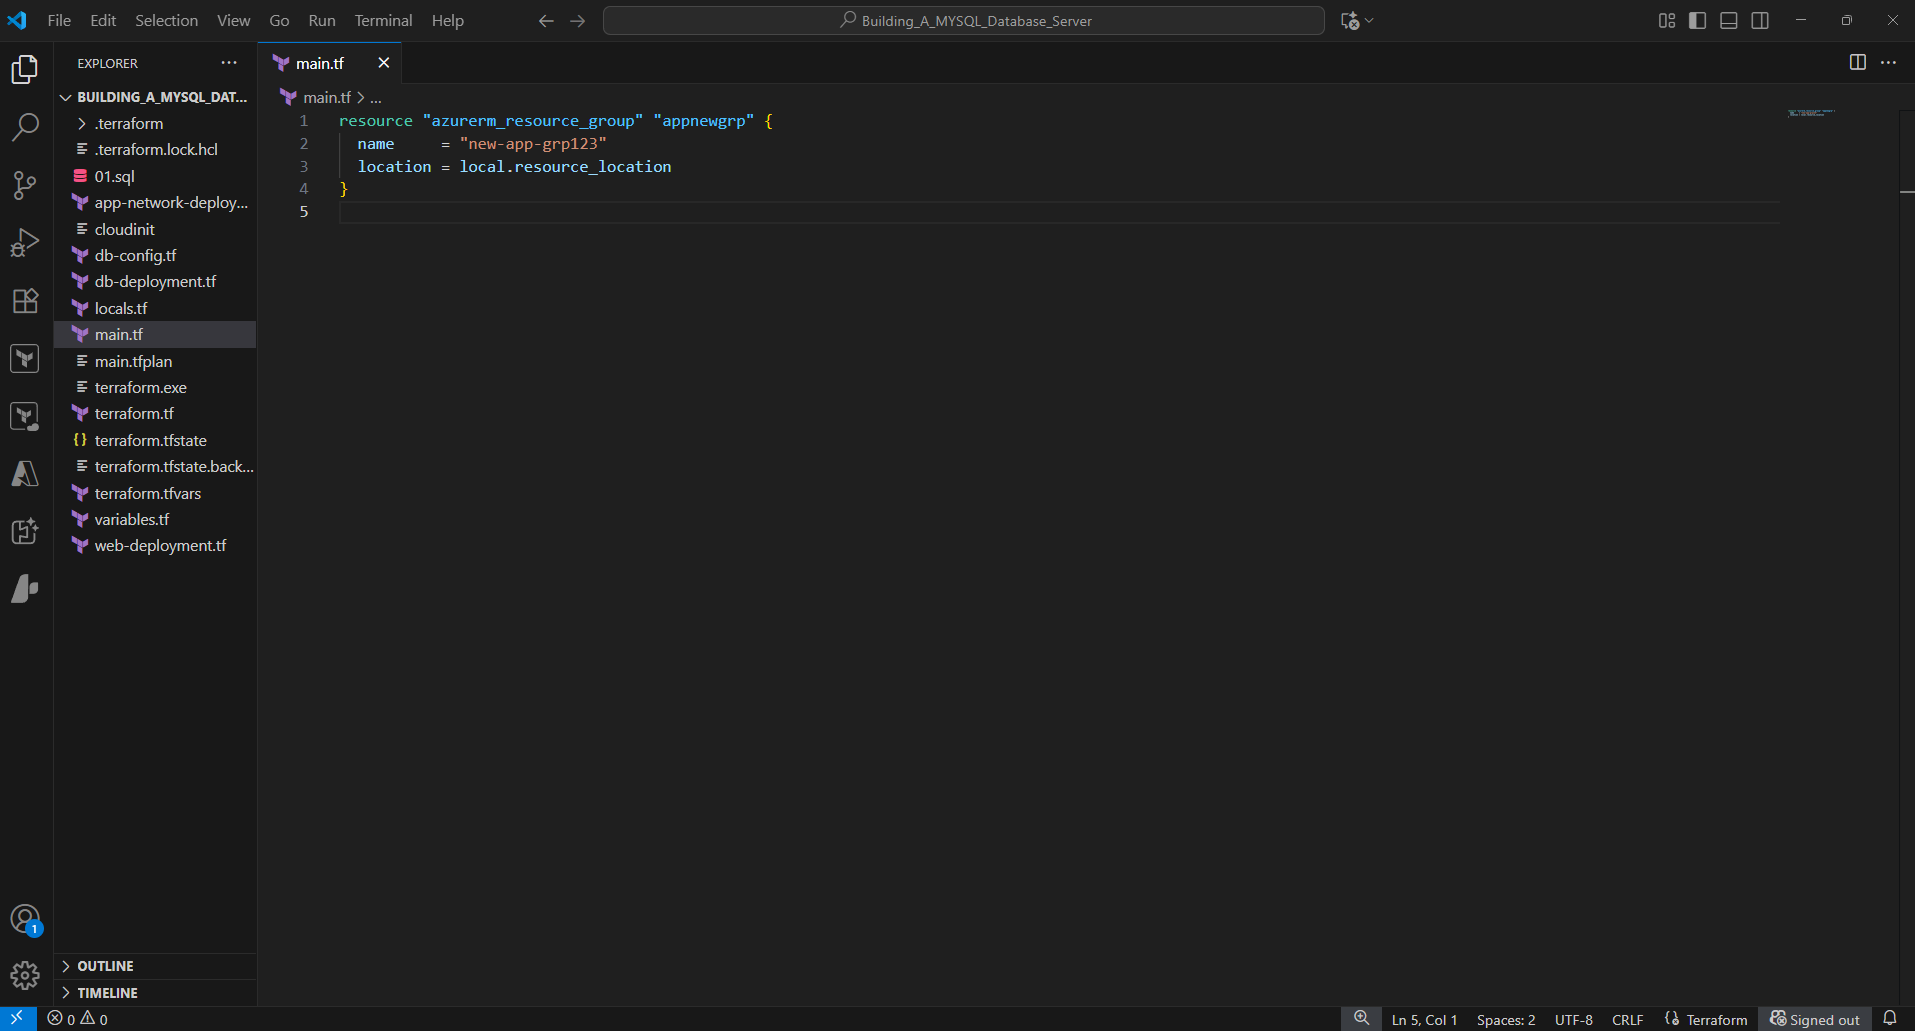 File Edit Selection View Go Run Terminal Help
Building_A_MYSQL_Database_Server
EXPLORER
BUILDING_A_MYSQL_DAT...
.terraform
.terraform.lock.hcl
01.sql
app-network-deploy...
cloudinit
db-config.tf
db-deployment.tf
locals.tf
main.tf
main.tfplan
terraform.exe
terraform.tf
terraform.tfstate
terraform.tfstate.back...
terraform.tfvars
variables.tf
web-deployment.tf
OUTLINE
TIMELINE
main.tf
main.tf > ...
1 resource "azurerm_resource_group" "appnewgrp" {
2 name = "new-app-grp123"
3 location = local.resource_location
4 }
5
1
0 0
Ln 5, Col 1 Spaces: 2 UTF-8 CRLF {} Terraform Signed out